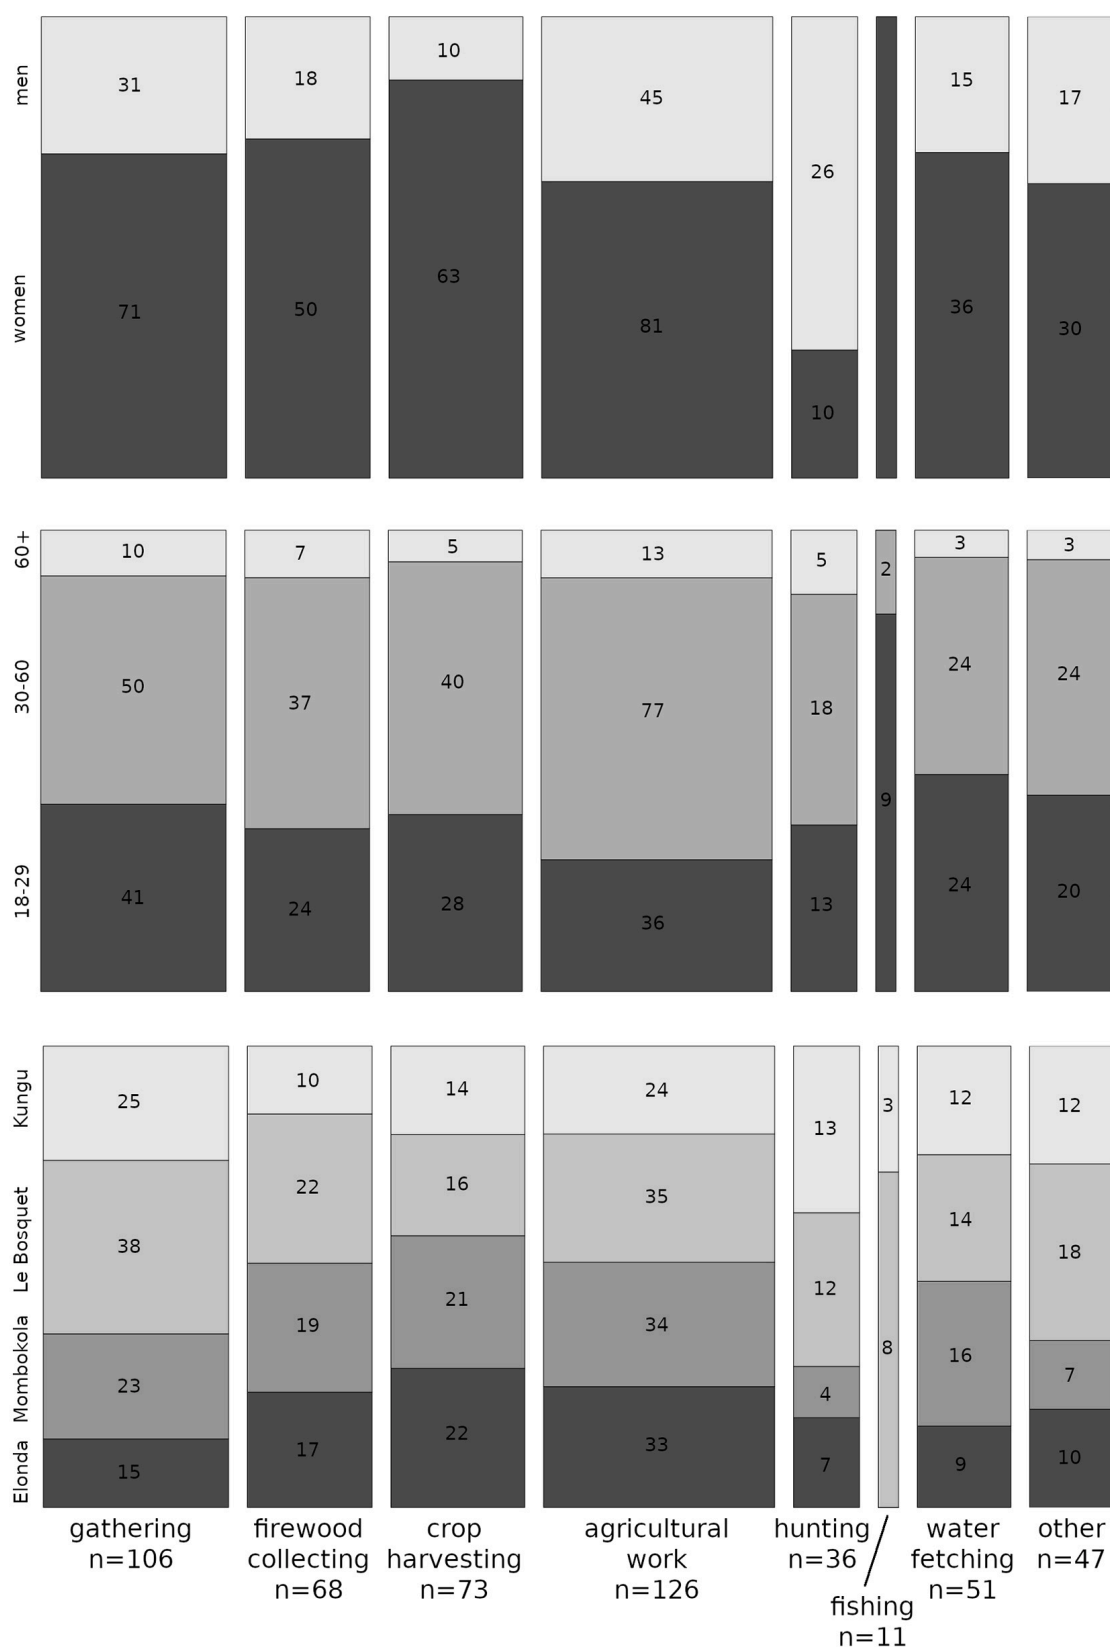 men
31
18
10
45
26
15
17
women
71
50
63
81
10
36
30
60+
10
7
5
13
5
2
3
3
30-60
50
37
40
77
18
24
24
18-29
41
24
28
36
13
9
24
20
Kungu
25
10
14
24
13
3
12
12
Le Bosquet
38
22
16
35
12
8
14
18
Mombokola
23
19
21
34
4
16
7
Elonda
15
17
22
33
7
9
10
gathering
n=106
firewood
collecting
n=68
crop
harvesting
n=73
agricultural
work
n=126
hunting
n=36
fishing
n=11
water
fetching
n=51
other
n=47